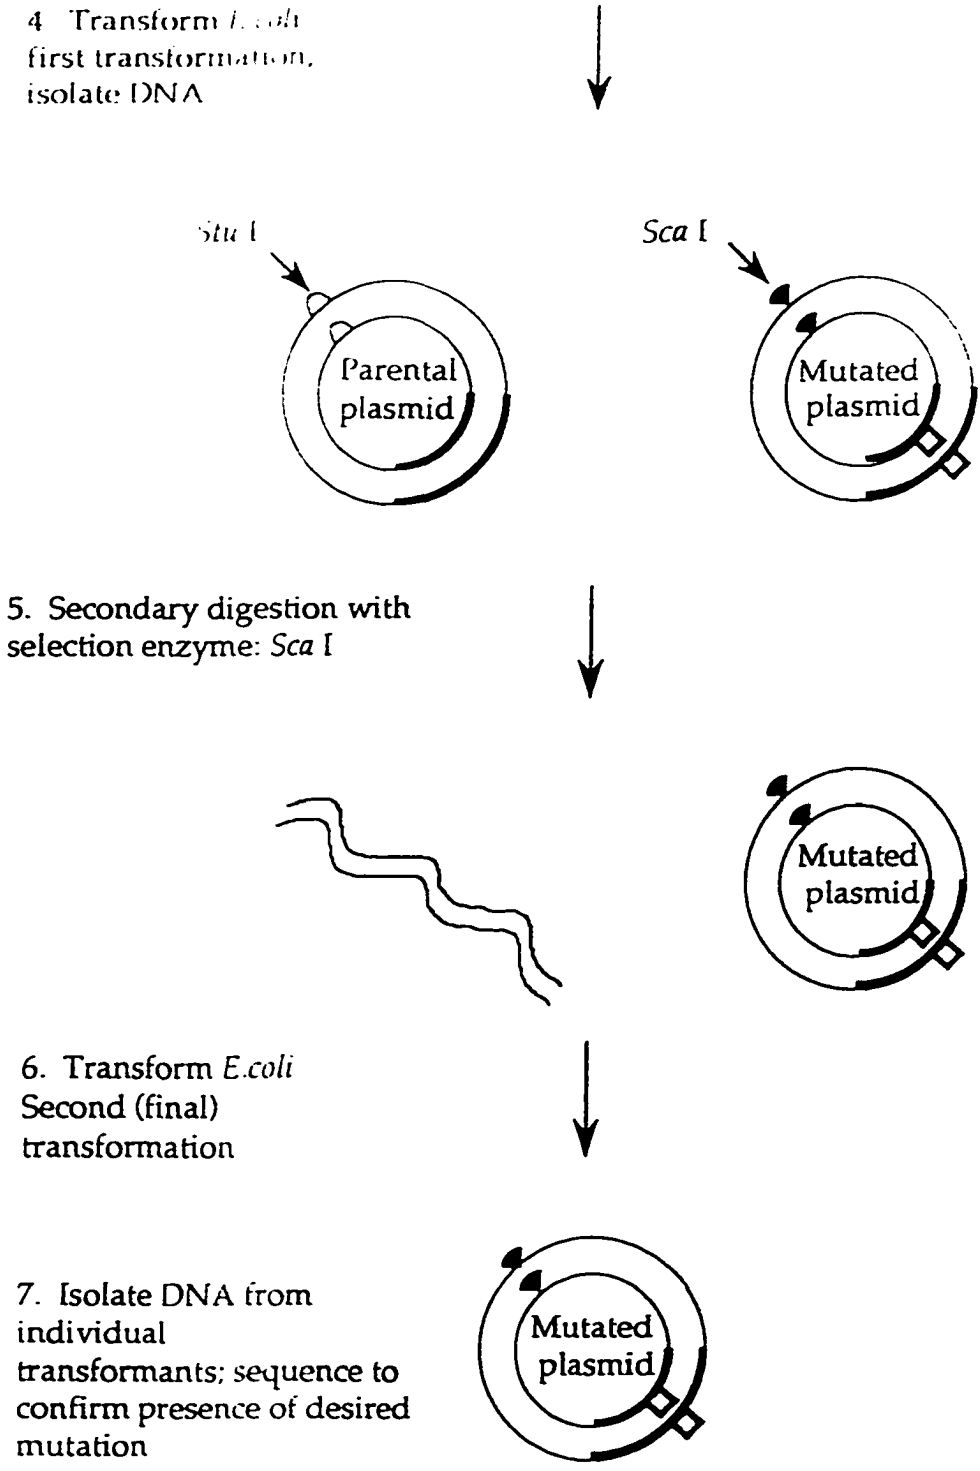 4 Transform E. coli
first transformation,
isolate DNA
Stu I
Sca I
Parental
plasmid
Mutated
plasmid
5. Secondary digestion with
selection enzyme: Sca I
Mutated
plasmid
6. Transform E.coli
Second (final)
transformation
7. Isolate DNA from
individual
transformants; sequence to
confirm presence of desired
mutation
Mutated
plasmid